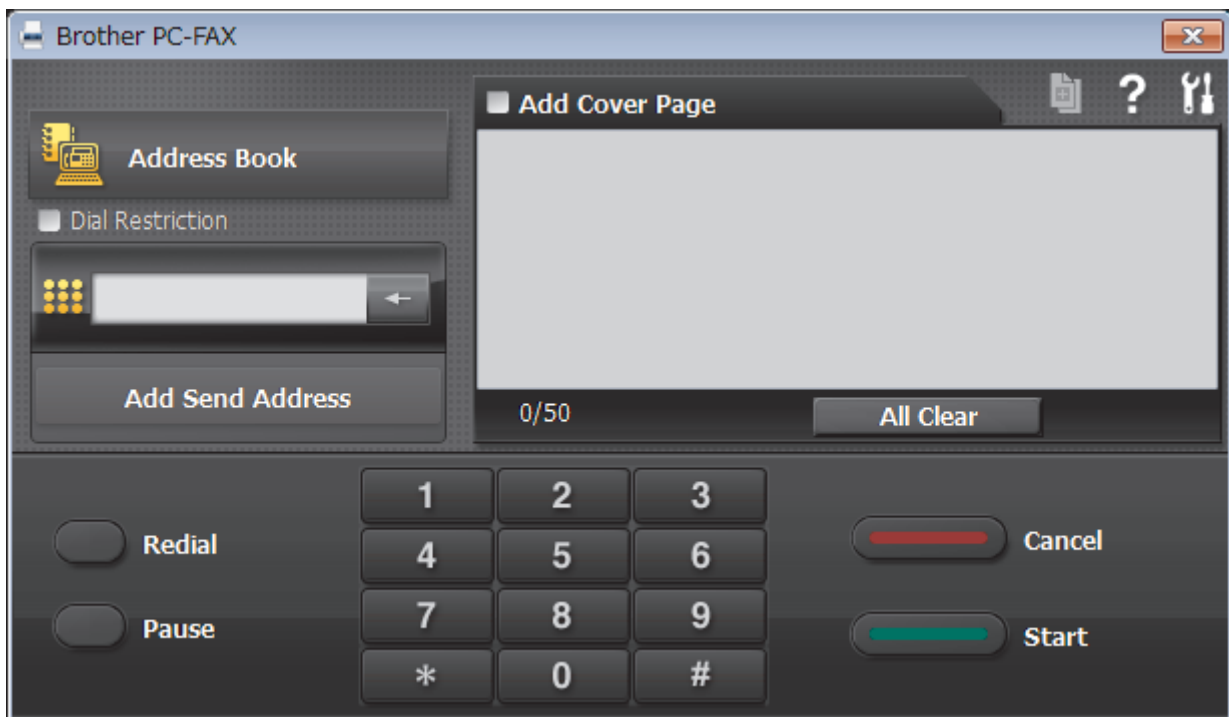 Brother PC-FAX
Add Cover Page
?
Address Book
Dial Restriction
Add Send Address
0/50
All Clear
1 2 3
Redial
4 5 6
Cancel
Pause
7 8 9
Start
* 0 #